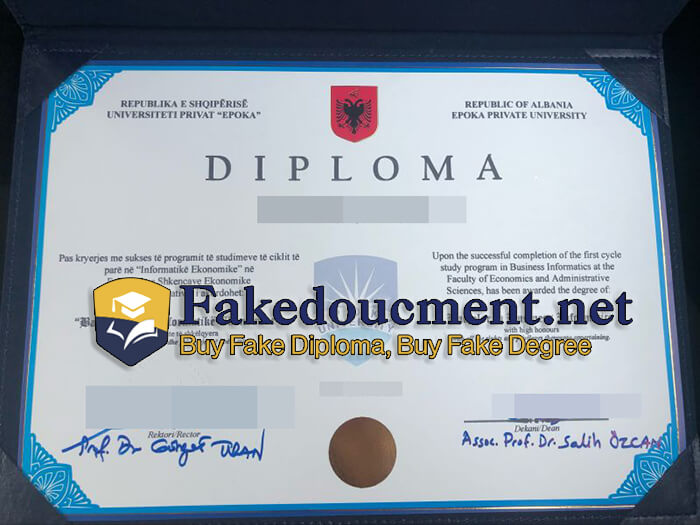 REPUBLIKA E SHQIPËRISË
UNIVERSITETI PRIVAT "EPOKA"
REPUBLIC OF ALBANIA
EPOKA PRIVATE UNIVERSITY
DIPLOMA
Pas kryerjes me sukses të programit të studimeve të ciklit të
parë në "Informatikë Ekonomike" në
Shkencave Ekonomike
Upon the successful completion of the first cycle
study program in Business Informatics at the
Faculty of Economics and Administrative
Sciences, has been awarded the degree of:
Fakedoucment.net
Buy Fake Diploma, Buy Fake Degree
with high honours
Rektori/Rector
Dekani/Dean
Assoc. Prof. Dr. Salih ÖZCAN